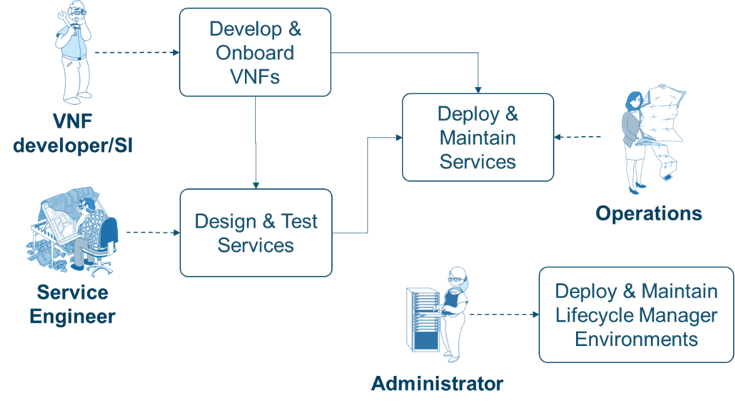 Develop &
Onboard
VNFs
VNF
developer/SI
Deploy &
Maintain
Services
Operations
Design & Test
Services
Service
Engineer
Deploy & Maintain
Lifecycle Manager
Environments
Administrator